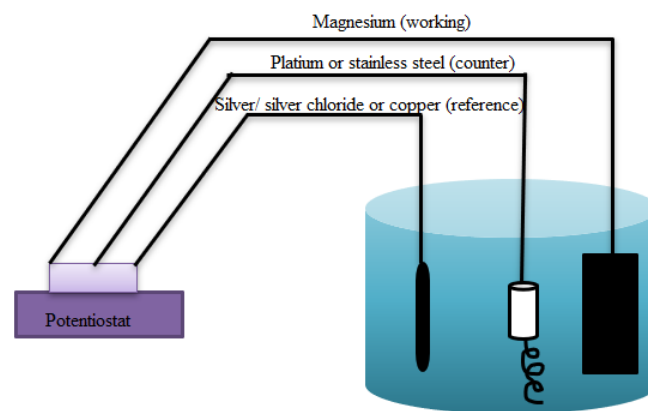 Magnesium (working)
Platium or stainless steel (counter)
Silver/ silver chloride or copper (reference)
Potentiostat